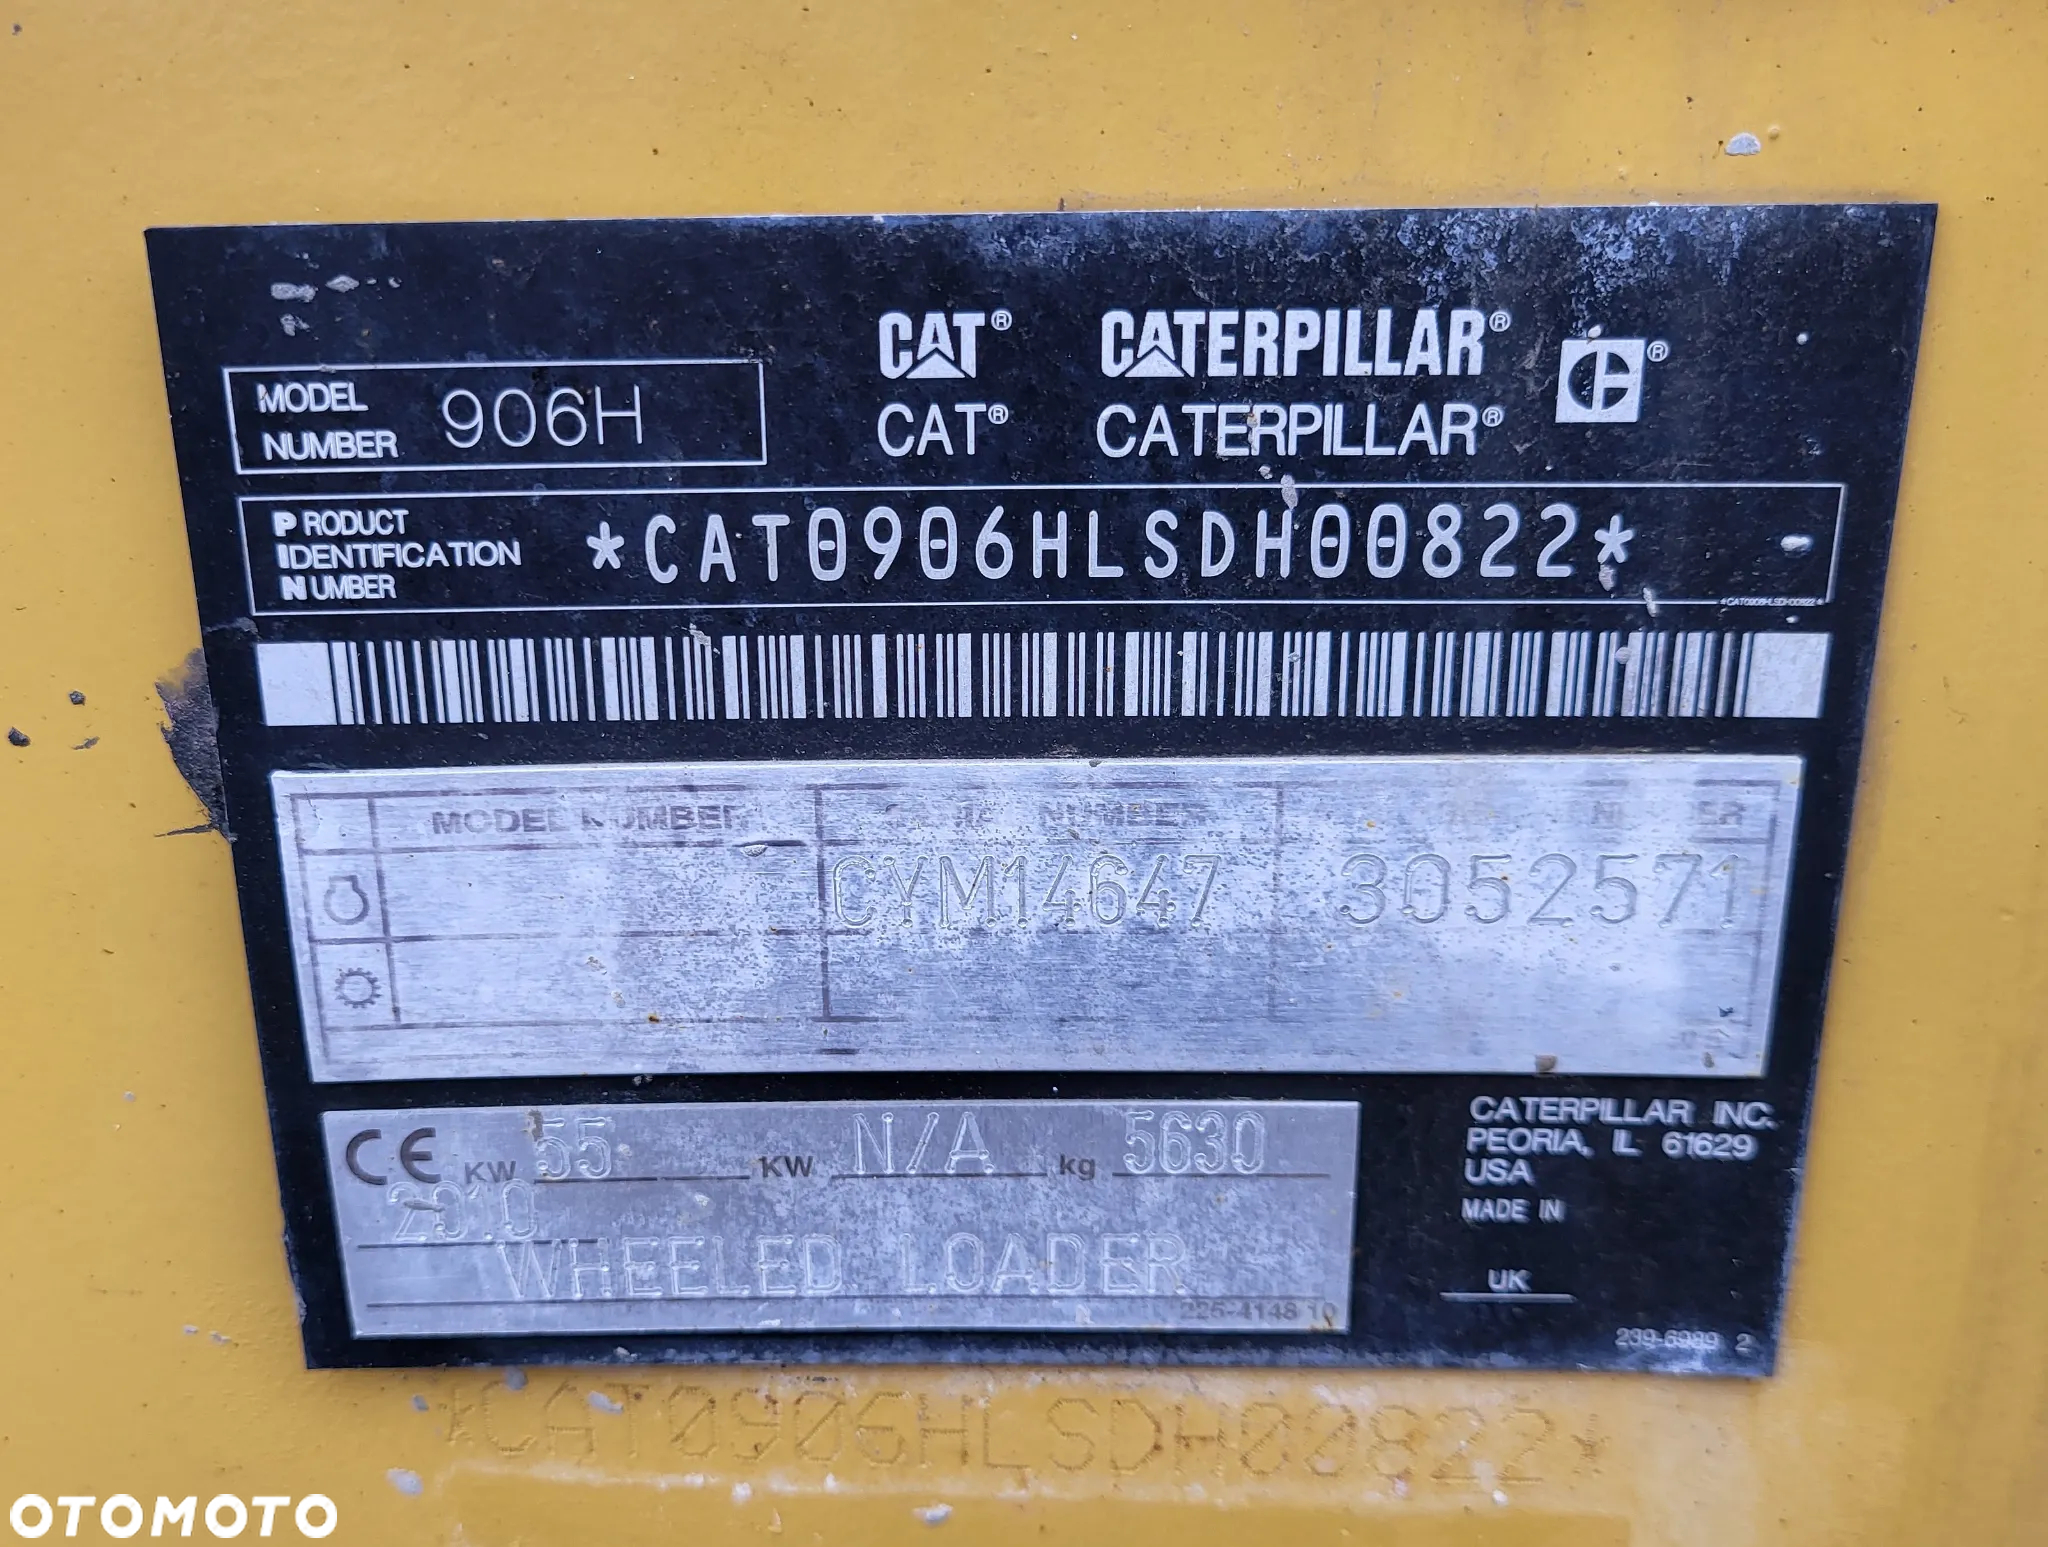 CAT® CATERPILLAR®
MODEL NUMBER 906H
CAT® CATERPILLAR®
PRODUCT IDENTIFICATION NUMBER *CAT0906HLSDH00822*
*CAT0906HLSDH00822*
MODEL NUMBER NUMBER
CYM14647 3052571
CE KW 55 KW N/A kg 5630
2010
WHEELED LOADER
225-4148 10
CATERPILLAR INC.
PEORIA, IL 61629
USA
MADE IN
UK
239-6989 2
*CAT0906HLSDH00822*
OTOMOTO